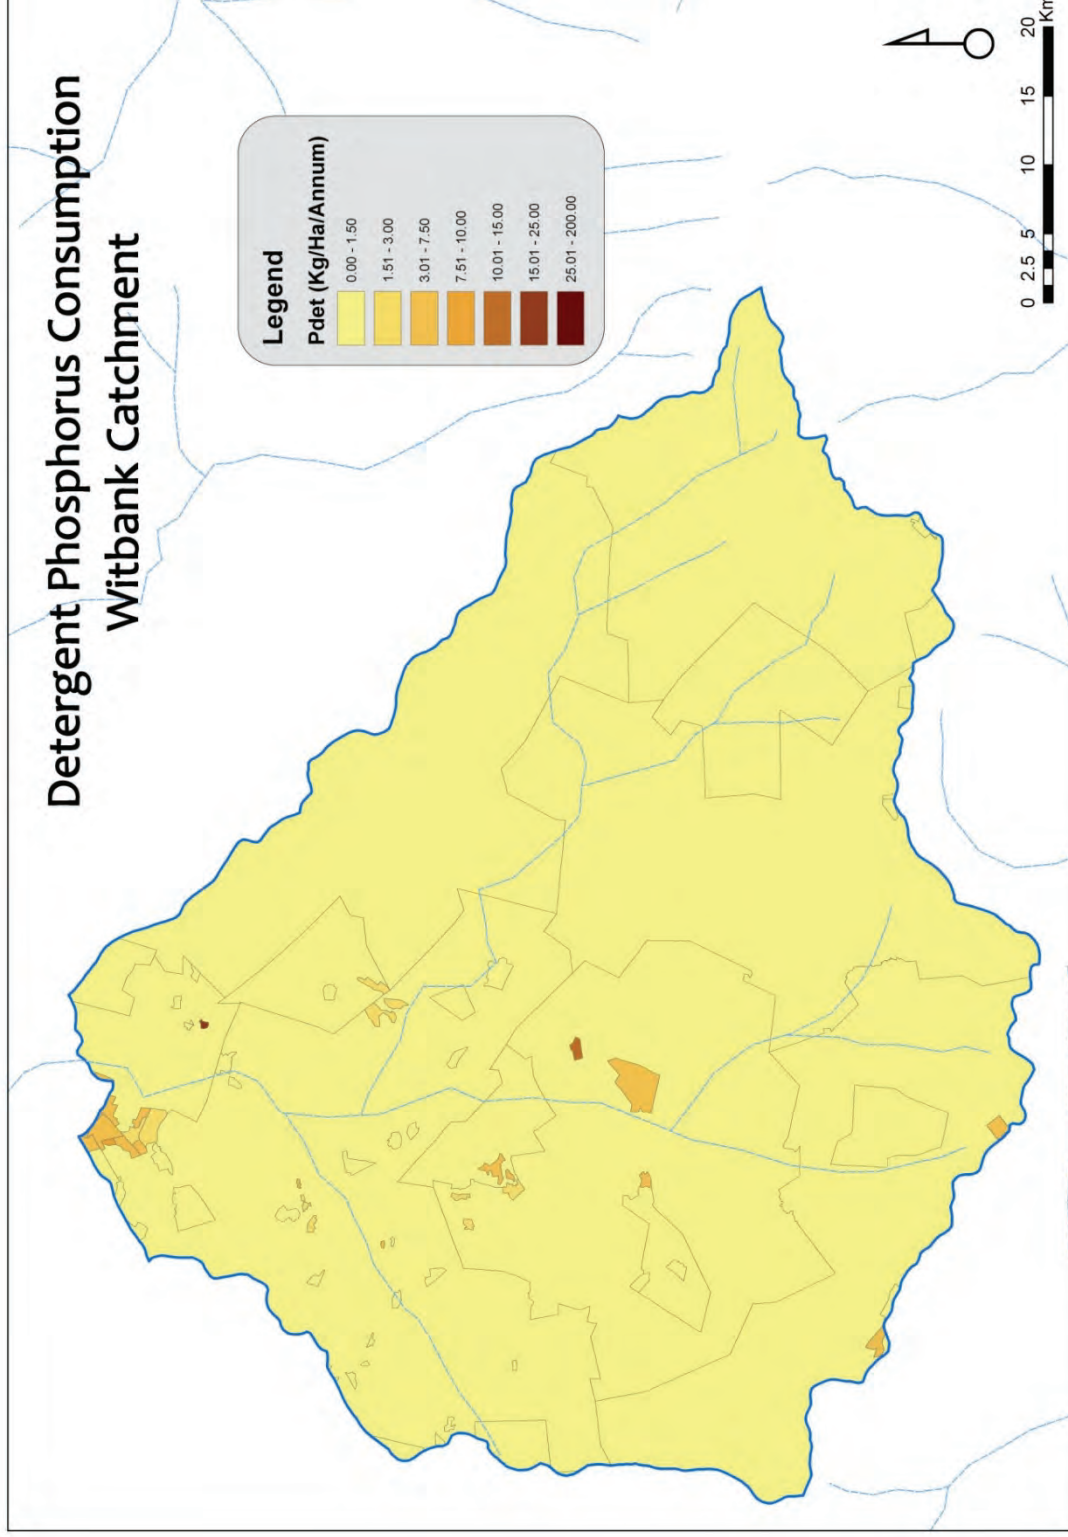 Detergent Phosphorus Consumption
Witbank Catchment
Legend
Pdet (Kg/Ha/Annum)
0.00 - 1.50
1.51 - 3.00
3.01 - 7.50
7.51 - 10.00
10.01 - 15.00
15.01 - 25.00
25.01 - 200.00
0 2.5 5 10 15 20
Km